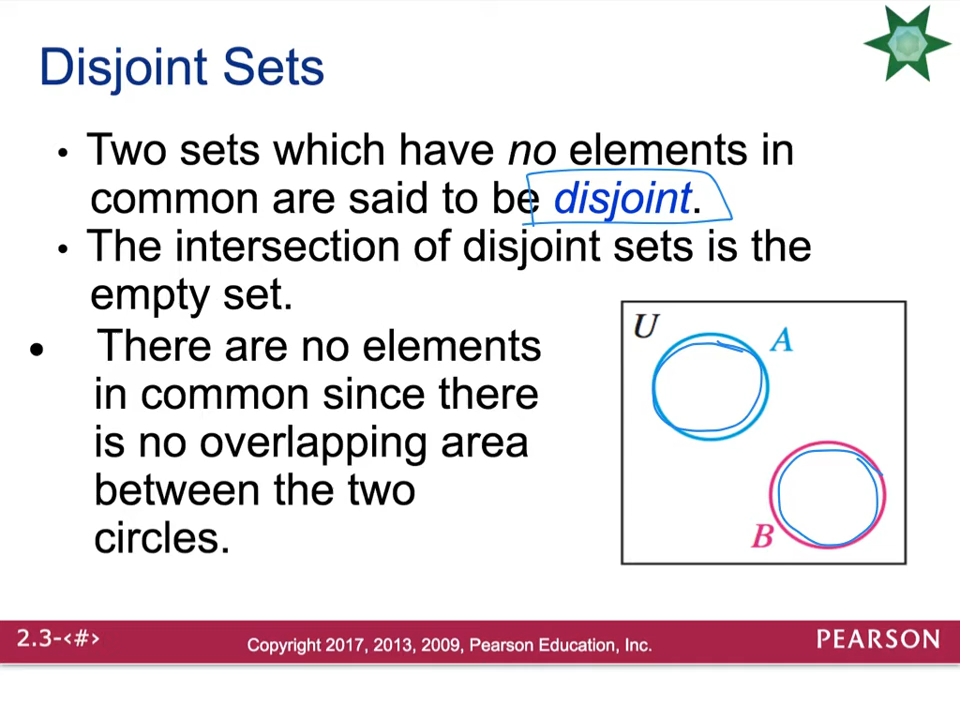 Disjoint Sets
• Two sets which have no elements in
common are said to be disjoint.
• The intersection of disjoint sets is the
empty set.
• There are no elements
in common since there
is no overlapping area
between the two
circles.
U
A
B
2.3-<#>
Copyright 2017, 2013, 2009, Pearson Education, Inc.
PEARSON